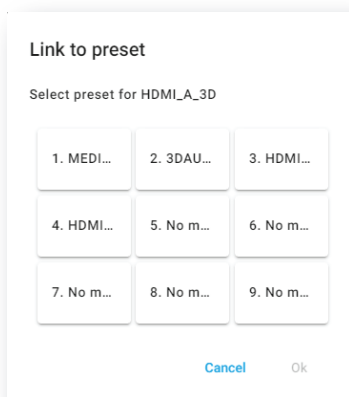 Link to preset
Select preset for HDMI_A_3D
1. MEDI... 2. 3DAU... 3. HDMI...
4. HDMI... 5. No m... 6. No m...
7. No m... 8. No m... 9. No m...
Cancel Ok